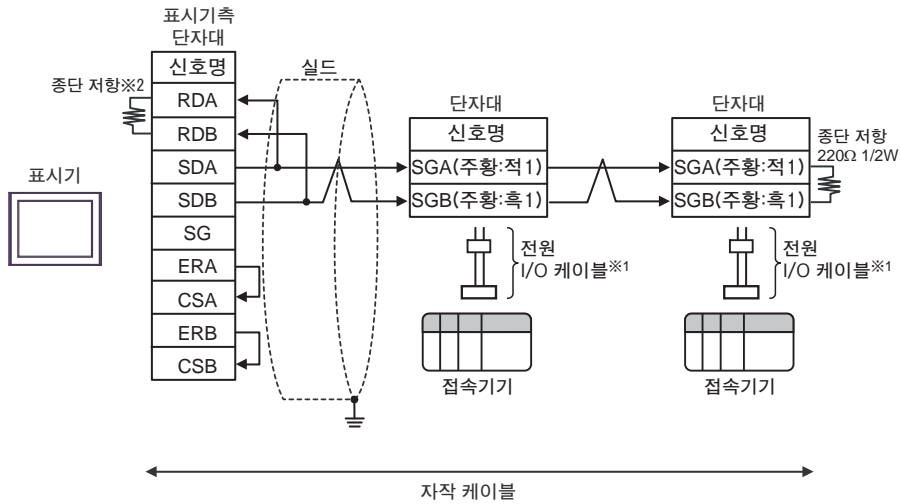 표시기측
단자대
신호명
종단 저항※2
RDA
RDB
SDA
SDB
SG
ERA
CSA
ERB
CSB
표시기
실드
단자대
신호명
SGA(주황:적1)
SGB(주황:흑1)
전원
I/O 케이블※1
접속기기
단자대
신호명
SGA(주황:적1)
SGB(주황:흑1)
종단 저항
220Ω 1/2W
전원
I/O 케이블※1
접속기기
자작 케이블